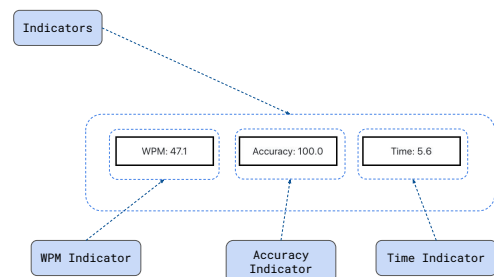 Indicators
WPM: 47.1
Accuracy: 100.0
Time: 5.6
WPM Indicator
Accuracy
Indicator
Time Indicator